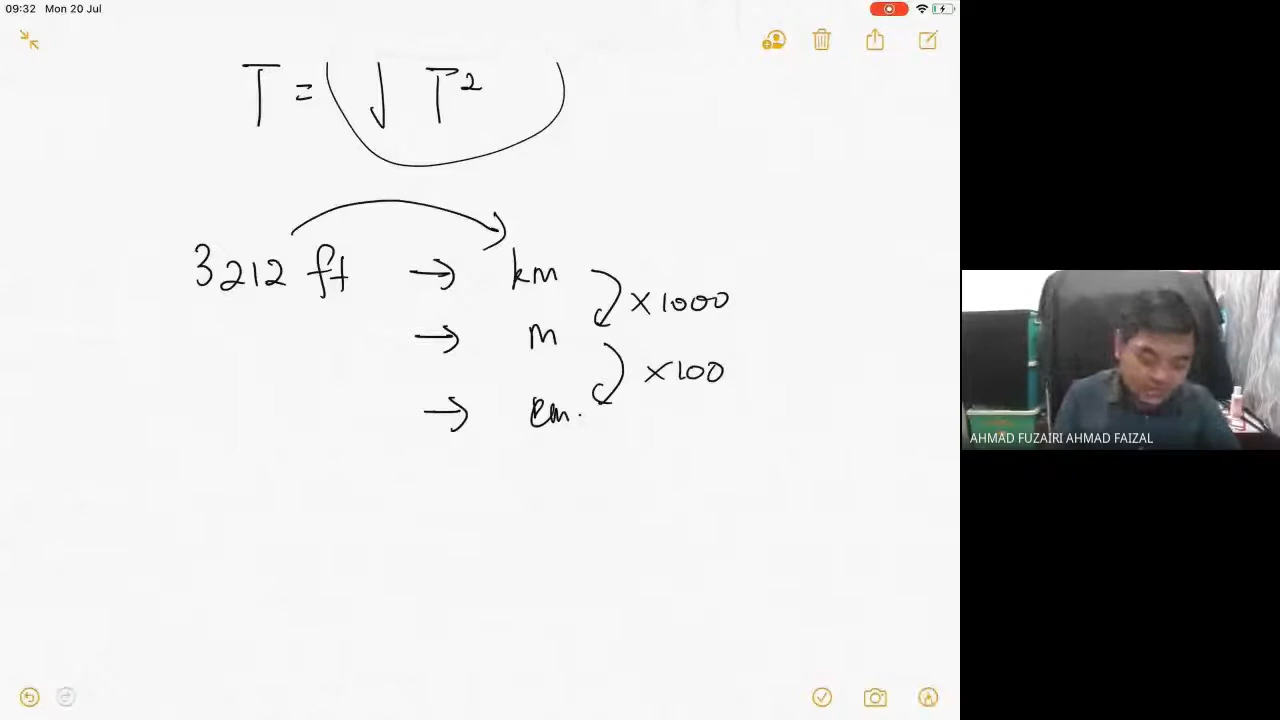 09:32 Mon 20 Jul
T = √ T²
3212 ft → km
×1000
→ m
×100
→ cm.
AHMAD FUZAIRI AHMAD FAIZAL